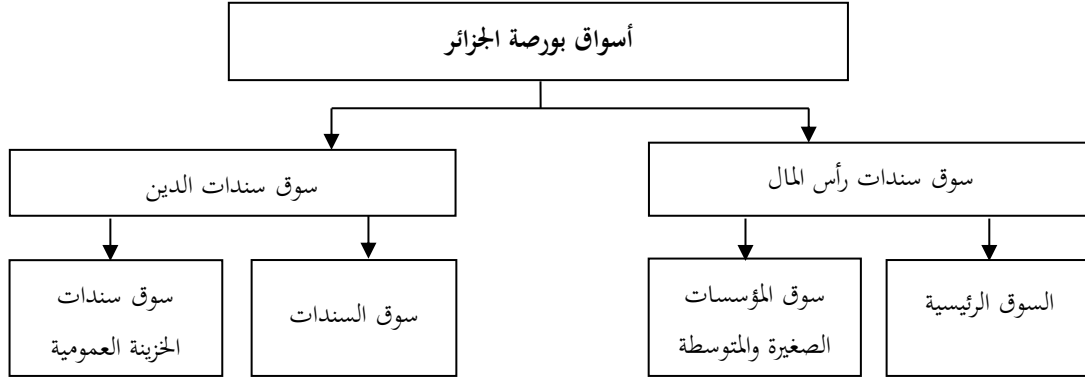 أسواق بورصة الجزائر
سوق سندات رأس المال
سوق سندات الدين
السوق الرئيسية
سوق المؤسسات
الصغيرة والمتوسطة
سوق السندات
سوق سندات
الخزينة العمومية